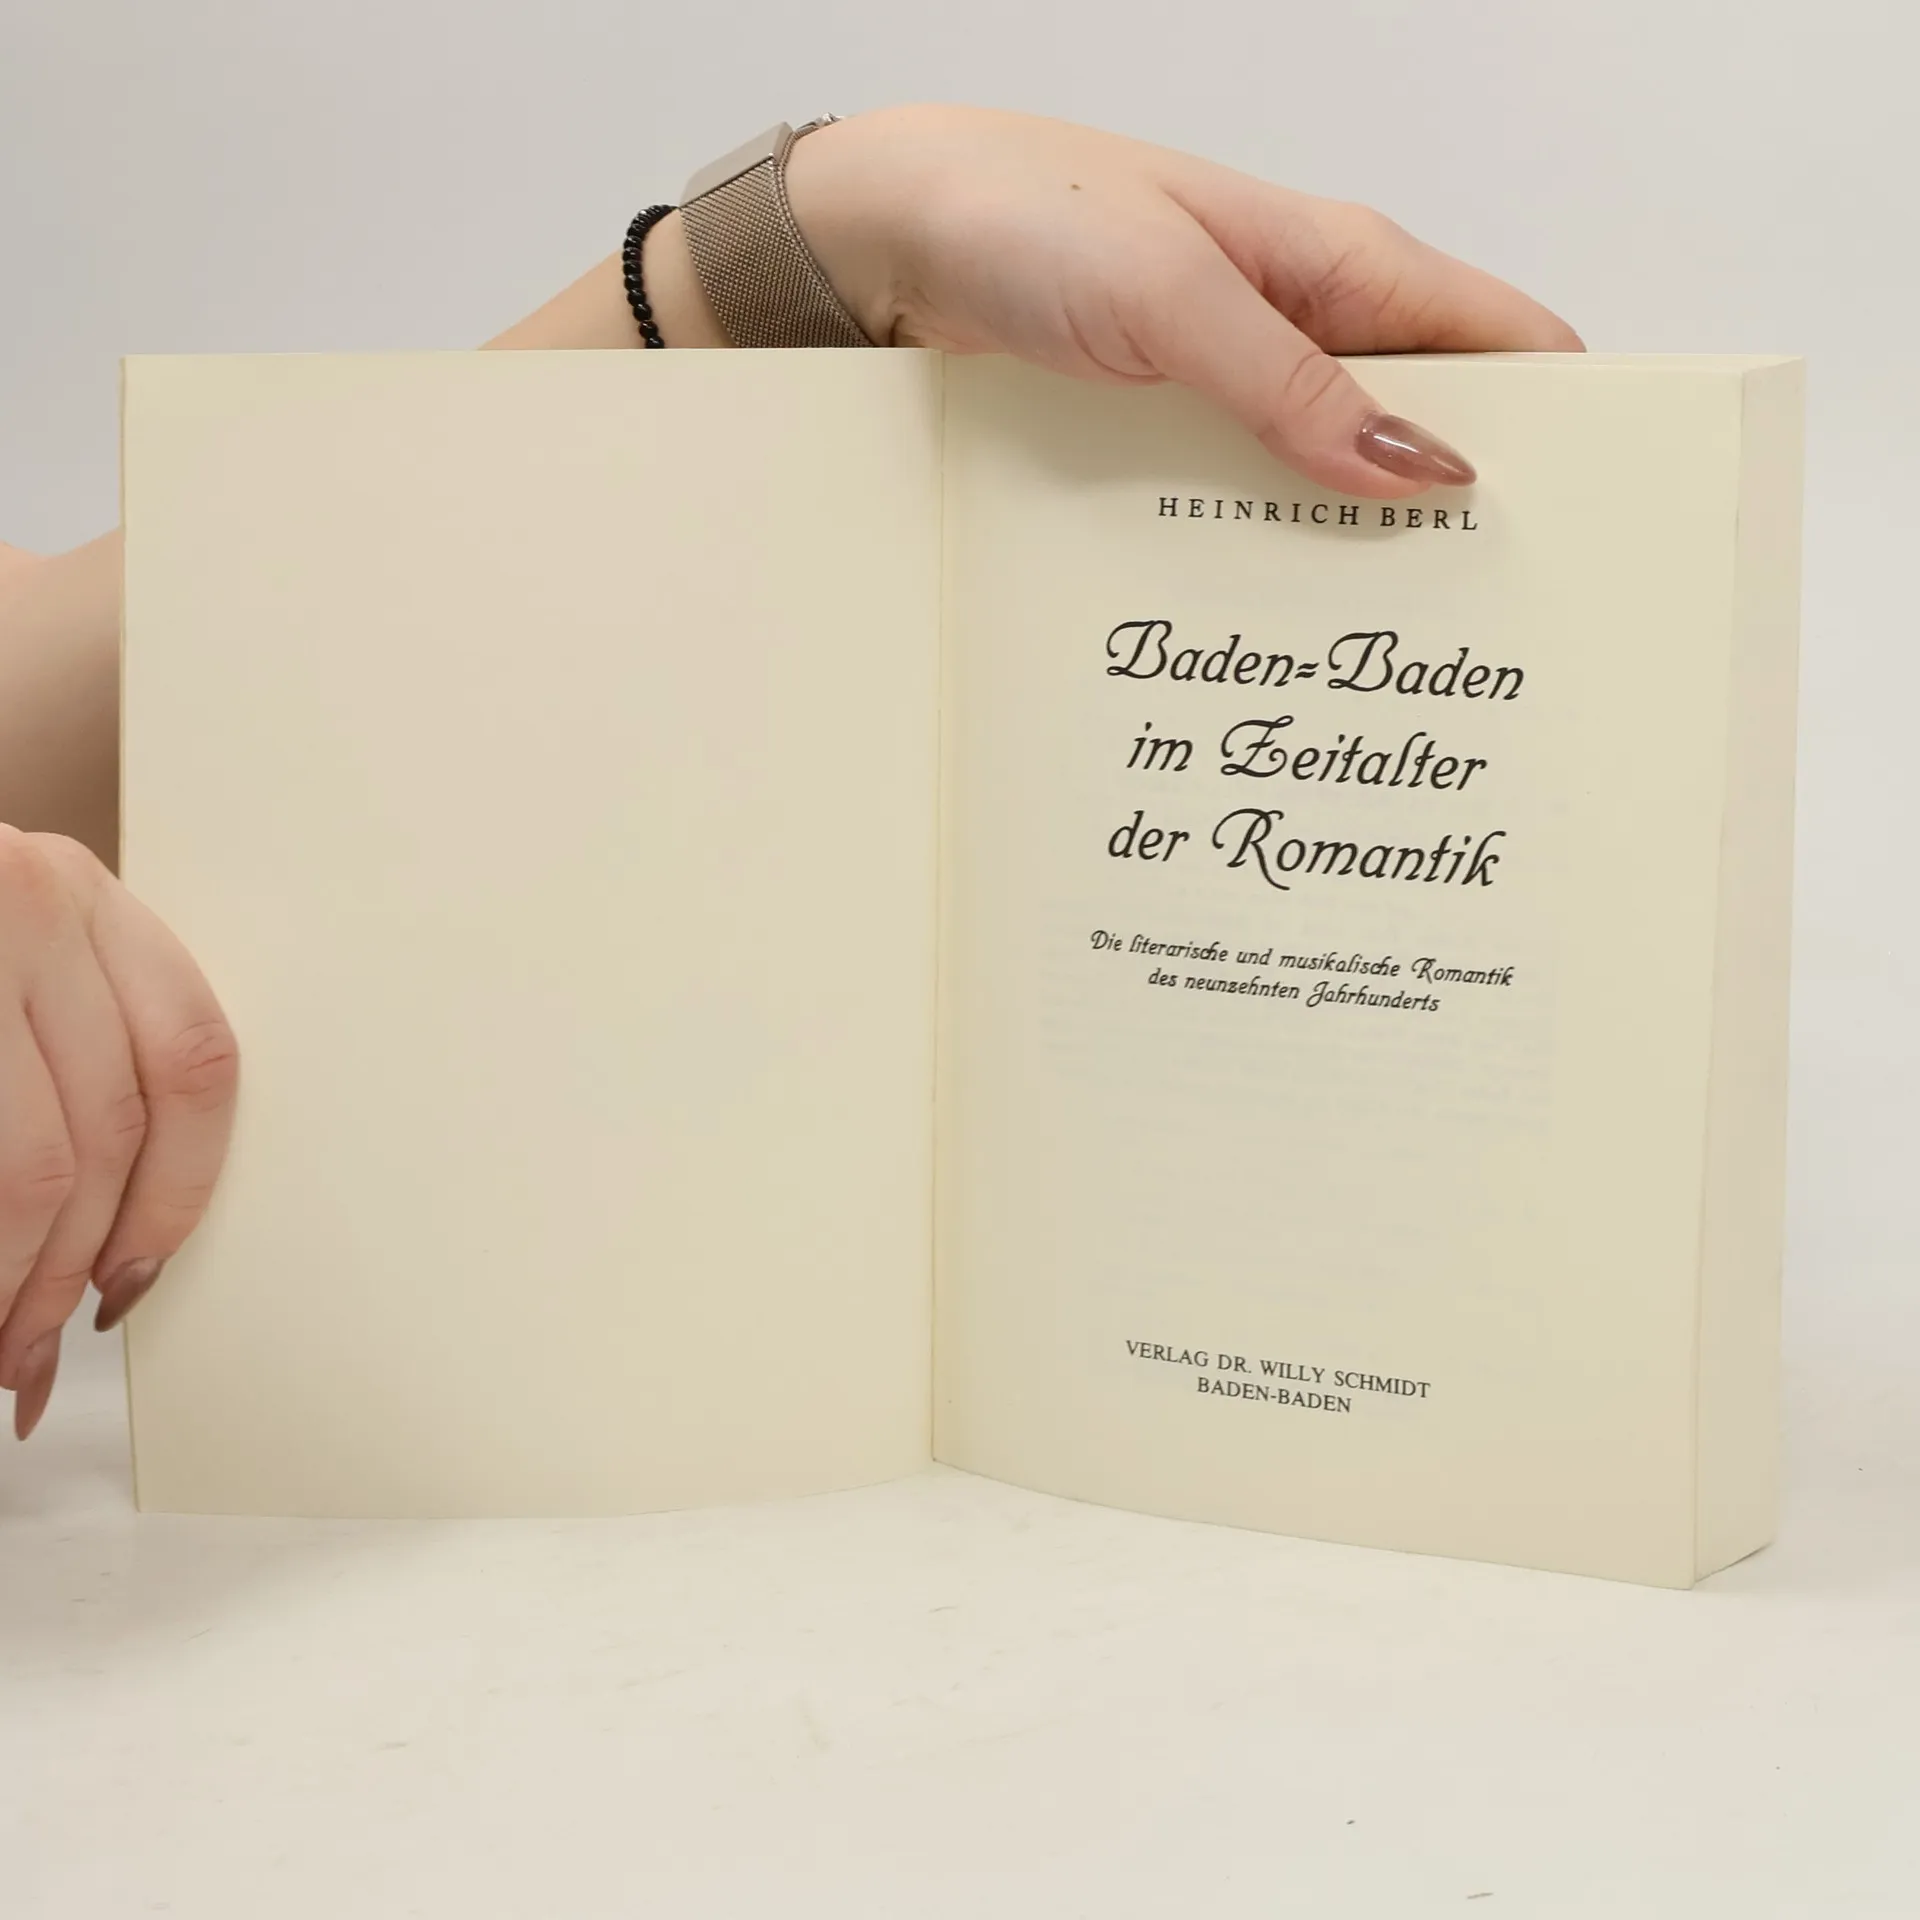 HEINRICH BERL
Baden=Baden
im Zeitalter
der Romantik
Die literarische und musikalische Romantik
des neunzehnten Jahrhunderts
VERLAG DR. WILLY SCHMIDT
BADEN-BADEN